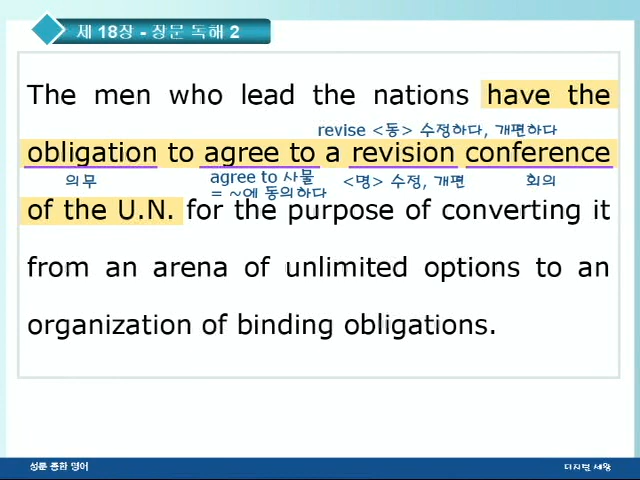 제 18장 - 장문 독해 2
The men who lead the nations have the
revise <동> 수정하다, 개편하다
obligation to agree to a revision conference
의무 agree to 사물 <명> 수정, 개편 회의
= ~에 동의하다
of the U.N. for the purpose of converting it
from an arena of unlimited options to an
organization of binding obligations.
성문 종합 영어 디지털 세왕